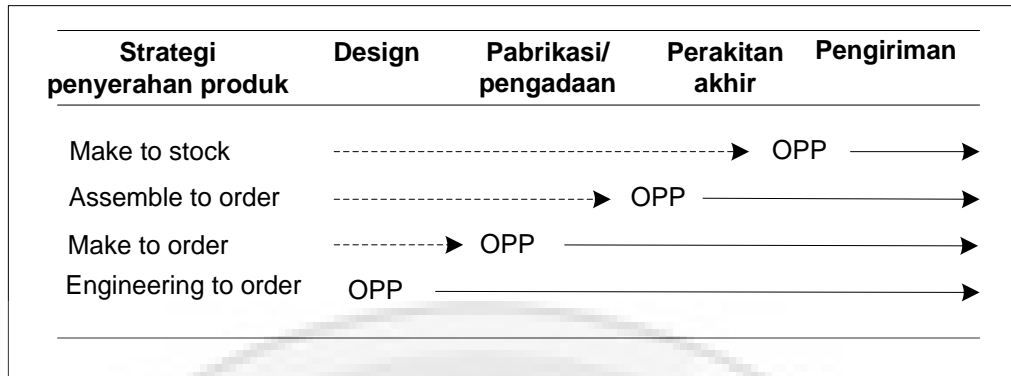 Strategi penyerahan produk Design Pabrikasi/ pengadaan Perakitan akhir Pengiriman
Make to stock OPP
Assemble to order OPP
Make to order OPP
Engineering to order OPP